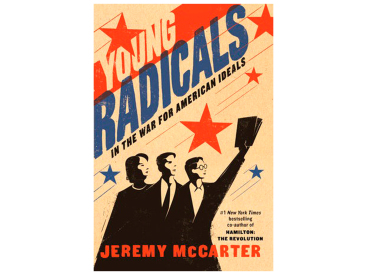 YOUNG
RADICALS
IN THE WAR FOR AMERICAN IDEALS
#1 New York Times
bestselling
co-author of
HAMILTON:
THE REVOLUTION
JEREMY McCARTER